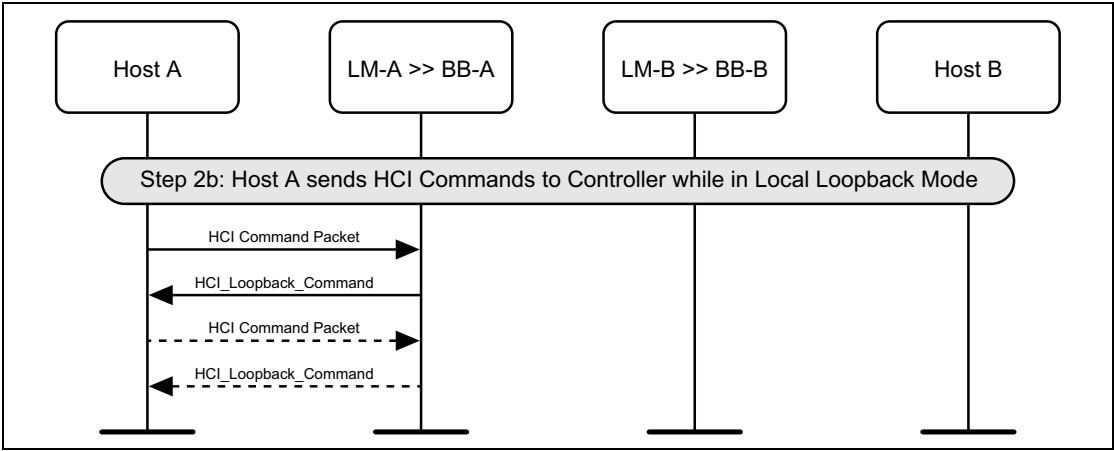 Host A
LM-A >> BB-A
LM-B >> BB-B
Host B
Step 2b: Host A sends HCI Commands to Controller while in Local Loopback Mode
HCI Command Packet
HCI_Loopback_Command
HCI Command Packet
HCI_Loopback_Command